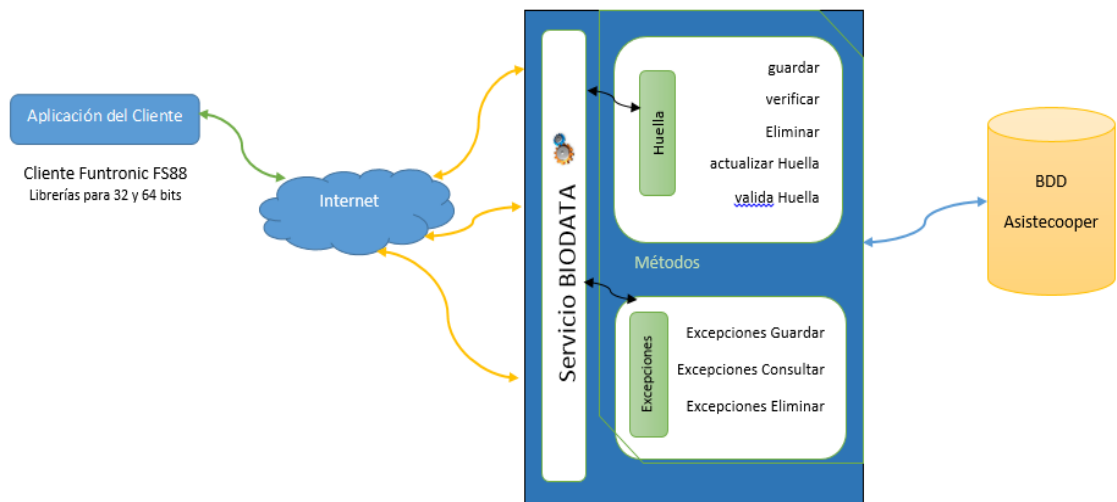 Aplicación del Cliente
Cliente Funtronic FS88
Librerías para 32 y 64 bits
Internet
Servicio BIODATA
Huella
guardar
verificar
Eliminar
actualizar Huella
valida Huella
Métodos
Excepciones
Excepciones Guardar
Excepciones Consultar
Excepciones Eliminar
BDD
Asistecooper